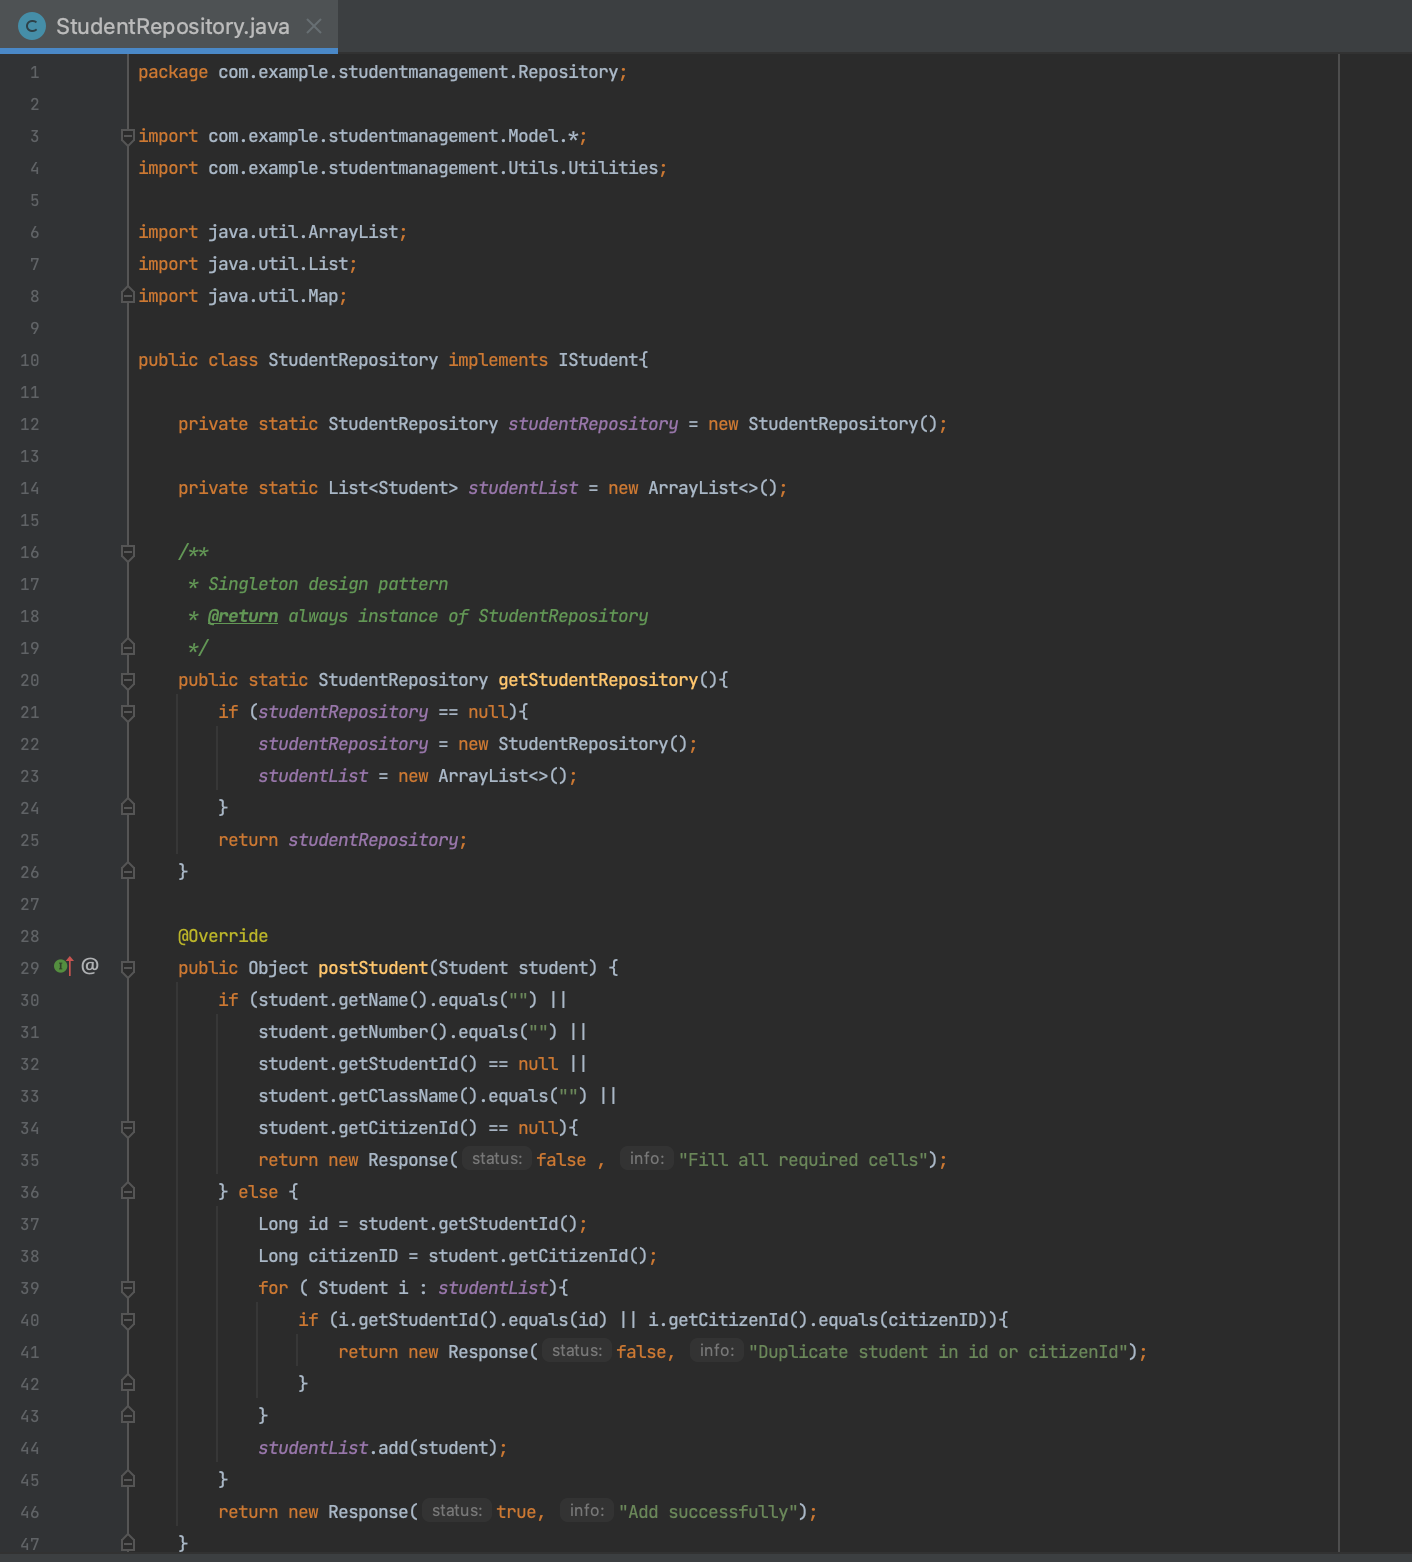 C StudentRepository.java
1 package com.example.studentmanagement.Repository;
2
3 import com.example.studentmanagement.Model.*;
4 import com.example.studentmanagement.Utils.Utilities;
5
6 import java.util.ArrayList;
7 import java.util.List;
8 import java.util.Map;
9
10 public class StudentRepository implements IStudent{
11
12     private static StudentRepository studentRepository = new StudentRepository();
13
14     private static List<Student> studentList = new ArrayList<>();
15
16     /**
17      * Singleton design pattern
18      * @return always instance of StudentRepository
19      */
20     public static StudentRepository getStudentRepository(){
21         if (studentRepository == null){
22             studentRepository = new StudentRepository();
23             studentList = new ArrayList<>();
24         }
25         return studentRepository;
26     }
27
28     @Override
29 I @ public Object postStudent(Student student) {
30         if (student.getName().equals("") ||
31             student.getNumber().equals("") ||
32             student.getStudentId() == null ||
33             student.getClassName().equals("") ||
34             student.getCitizenId() == null){
35             return new Response( status: false , info: "Fill all required cells");
36         } else {
37             Long id = student.getStudentId();
38             Long citizenID = student.getCitizenId();
39             for ( Student i : studentList){
40                 if (i.getStudentId().equals(id) || i.getCitizenId().equals(citizenID)){
41                     return new Response( status: false, info: "Duplicate student in id or citizenId");
42                 }
43             }
44             studentList.add(student);
45         }
46         return new Response( status: true, info: "Add successfully");
47     }